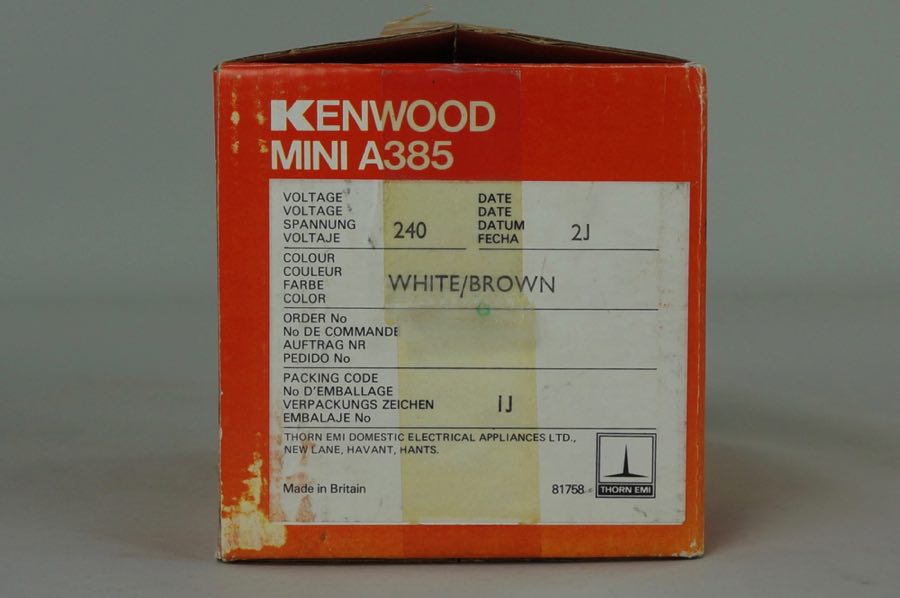 KENWOOD
MINI A385
VOLTAGE
VOLTAGE
SPANNUNG
VOLTAJE
240
DATE
DATE
DATUM
FECHA
2J
COLOUR
COULEUR
FARBE
COLOR
WHITE/BROWN
ORDER No
No DE COMMANDE
AUFTRAG NR
PEDIDO No
PACKING CODE
No D'EMBALLAGE
VERPACKUNGS ZEICHEN
EMBALAJE No
1J
THORN EMI DOMESTIC ELECTRICAL APPLIANCES LTD.,
NEW LANE, HAVANT, HANTS.
Made in Britain
81758
THORN EMI